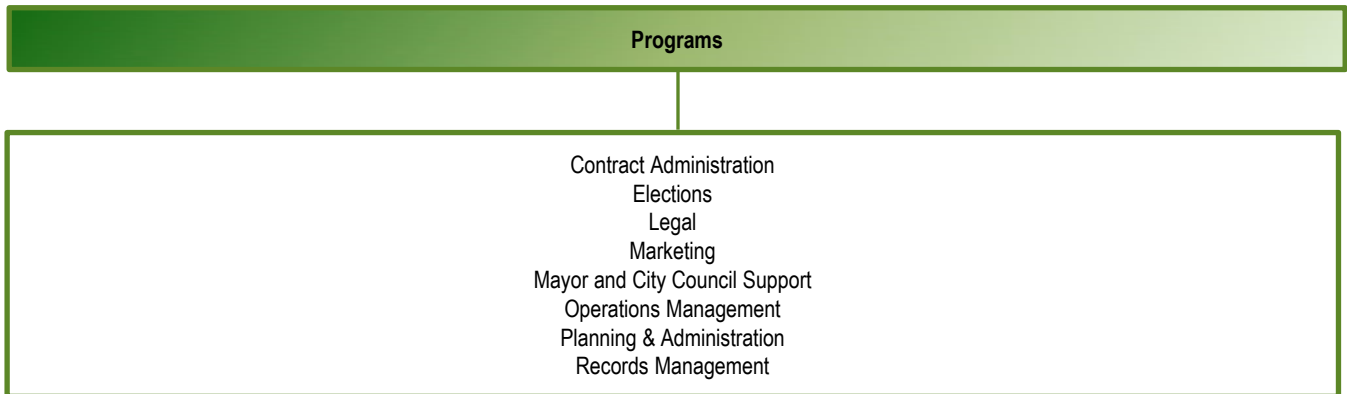 Programs
Contract Administration
Elections
Legal
Marketing
Mayor and City Council Support
Operations Management
Planning & Administration
Records Management